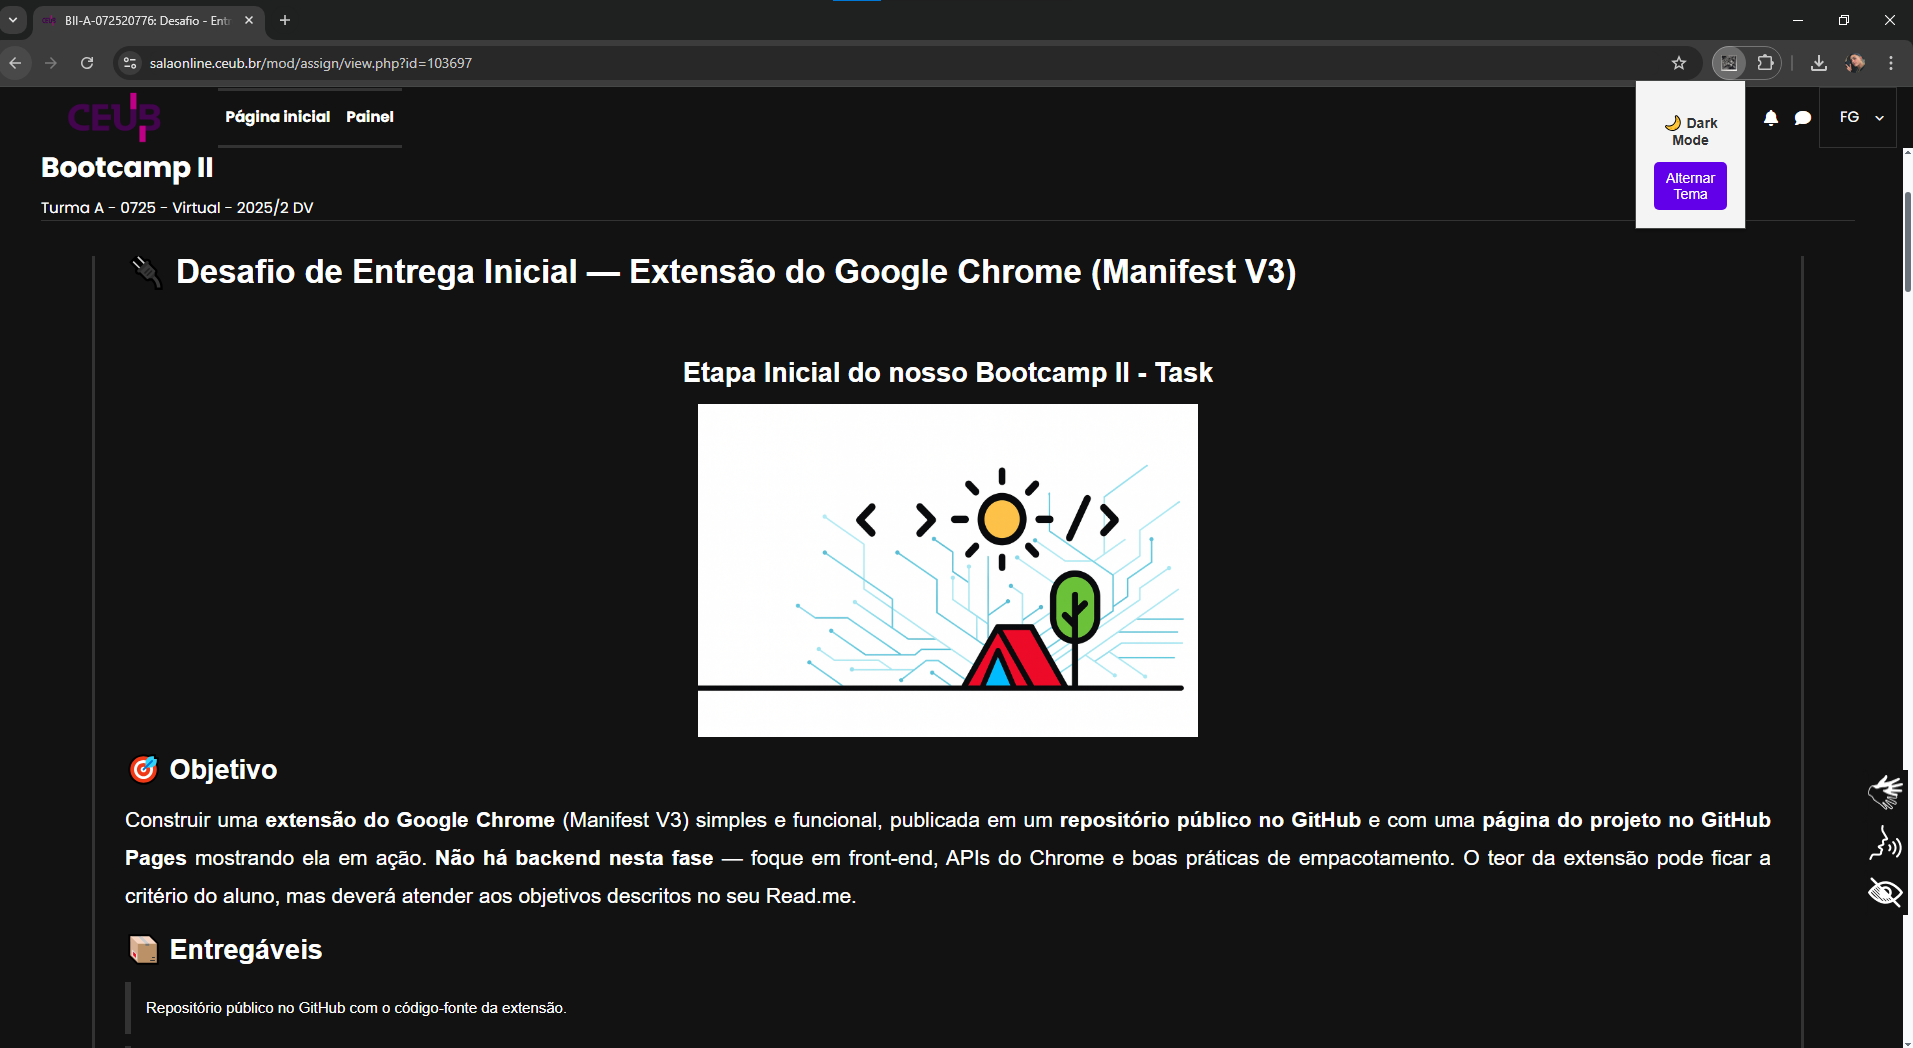 BII-A-072520776: Desafio - Ent
salaonline.ceub.br/mod/assign/view.php?id=103697
CEUB
Página inicial Painel
🌙 Dark
Mode
Alternar
Tema
FG
Bootcamp II
Turma A - 0725 - Virtual - 2025/2 DV
Desafio de Entrega Inicial — Extensão do Google Chrome (Manifest V3)
Etapa Inicial do nosso Bootcamp II - Task
< > - - / >
Objetivo
Construir uma extensão do Google Chrome (Manifest V3) simples e funcional, publicada em um repositório público no GitHub e com uma página do projeto no GitHub
Pages mostrando ela em ação. Não há backend nesta fase — foque em front-end, APIs do Chrome e boas práticas de empacotamento. O teor da extensão pode ficar a
critério do aluno, mas deverá atender aos objetivos descritos no seu Read.me.
Entregáveis
Repositório público no GitHub com o código-fonte da extensão.